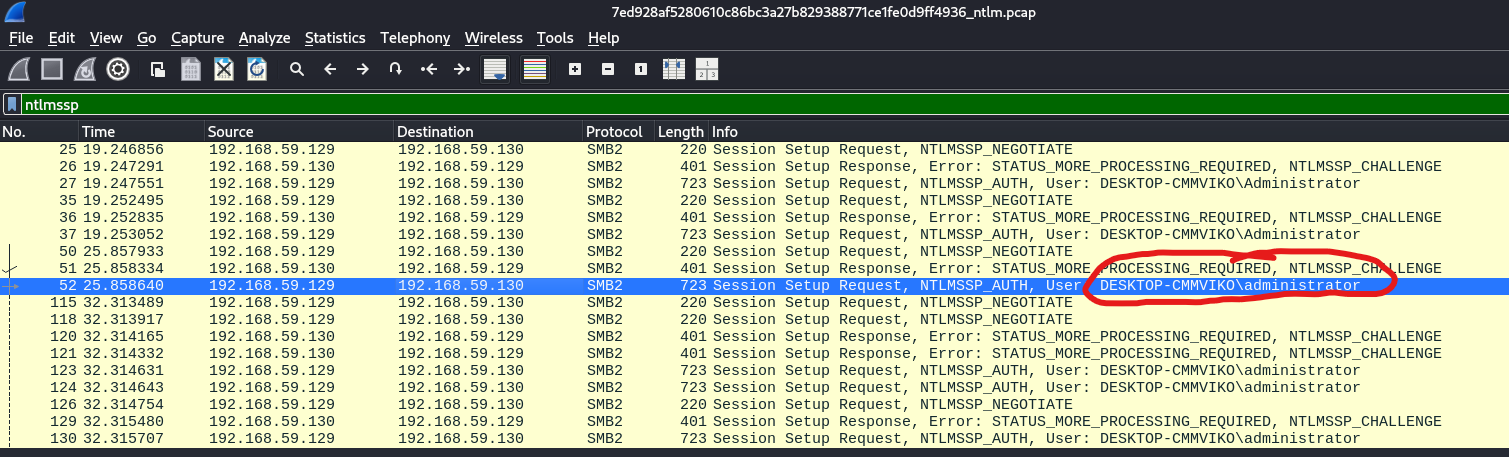 7ed928af5280610c86bc3a27b829388771ce1fe0d9ff4936_ntlm.pcap
File Edit View Go Capture Analyze Statistics Telephony Wireless Tools Help
ntlmssp
No. Time Source Destination Protocol Length Info
25 19.246856 192.168.59.129 192.168.59.130 SMB2 220 Session Setup Request, NTLMSSP_NEGOTIATE
26 19.247291 192.168.59.130 192.168.59.129 SMB2 401 Session Setup Response, Error: STATUS_MORE_PROCESSING_REQUIRED, NTLMSSP_CHALLENGE
27 19.247551 192.168.59.129 192.168.59.130 SMB2 723 Session Setup Request, NTLMSSP_AUTH, User: DESKTOP-CMMVIKO\Administrator
35 19.252495 192.168.59.129 192.168.59.130 SMB2 220 Session Setup Request, NTLMSSP_NEGOTIATE
36 19.252835 192.168.59.130 192.168.59.129 SMB2 401 Session Setup Response, Error: STATUS_MORE_PROCESSING_REQUIRED, NTLMSSP_CHALLENGE
37 19.253052 192.168.59.129 192.168.59.130 SMB2 723 Session Setup Request, NTLMSSP_AUTH, User: DESKTOP-CMMVIKO\Administrator
50 25.857933 192.168.59.129 192.168.59.130 SMB2 220 Session Setup Request, NTLMSSP_NEGOTIATE
51 25.858334 192.168.59.130 192.168.59.129 SMB2 401 Session Setup Response, Error: STATUS_MORE_PROCESSING_REQUIRED, NTLMSSP_CHALLENGE
52 25.858640 192.168.59.129 192.168.59.130 SMB2 723 Session Setup Request, NTLMSSP_AUTH, User: DESKTOP-CMMVIKO\administrator
115 32.313489 192.168.59.129 192.168.59.130 SMB2 220 Session Setup Request, NTLMSSP_NEGOTIATE
118 32.313917 192.168.59.129 192.168.59.130 SMB2 220 Session Setup Request, NTLMSSP_NEGOTIATE
120 32.314165 192.168.59.130 192.168.59.129 SMB2 401 Session Setup Response, Error: STATUS_MORE_PROCESSING_REQUIRED, NTLMSSP_CHALLENGE
121 32.314332 192.168.59.130 192.168.59.129 SMB2 401 Session Setup Response, Error: STATUS_MORE_PROCESSING_REQUIRED, NTLMSSP_CHALLENGE
123 32.314631 192.168.59.129 192.168.59.130 SMB2 723 Session Setup Request, NTLMSSP_AUTH, User: DESKTOP-CMMVIKO\administrator
124 32.314643 192.168.59.129 192.168.59.130 SMB2 723 Session Setup Request, NTLMSSP_AUTH, User: DESKTOP-CMMVIKO\administrator
126 32.314754 192.168.59.129 192.168.59.130 SMB2 220 Session Setup Request, NTLMSSP_NEGOTIATE
129 32.315480 192.168.59.130 192.168.59.129 SMB2 401 Session Setup Response, Error: STATUS_MORE_PROCESSING_REQUIRED, NTLMSSP_CHALLENGE
130 32.315707 192.168.59.129 192.168.59.130 SMB2 723 Session Setup Request, NTLMSSP_AUTH, User: DESKTOP-CMMVIKO\administrator